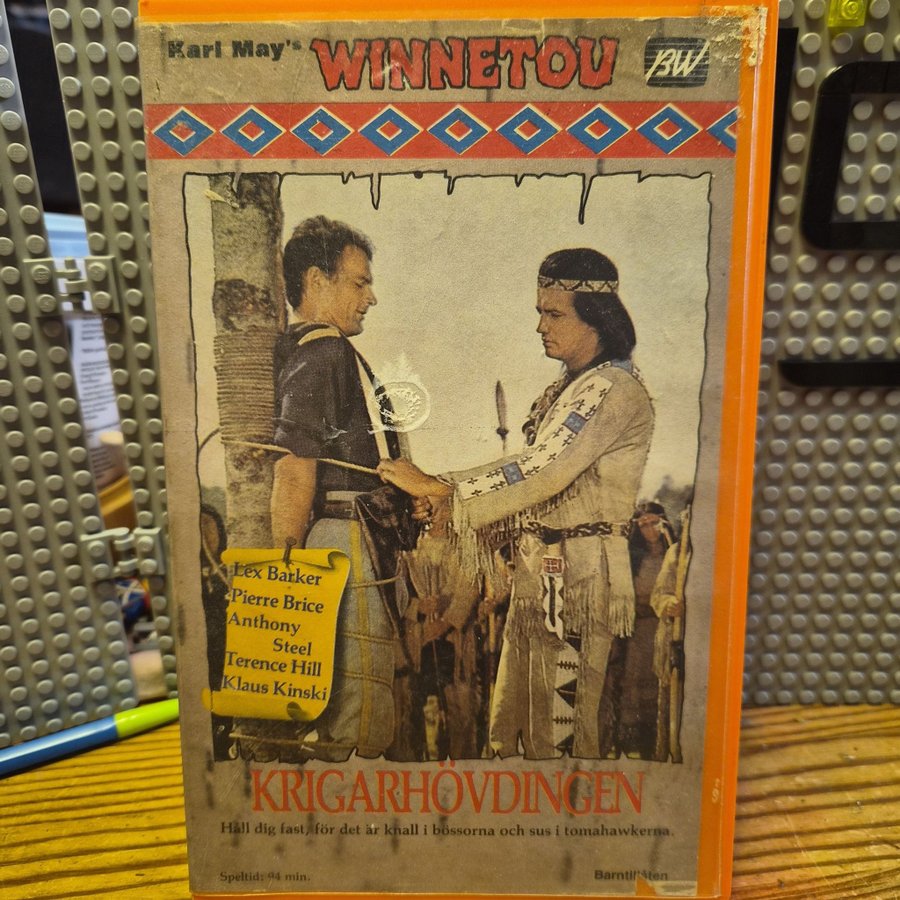 Karl May's
WINNETOU
BW
Lex Barker
Pierre Brice
Anthony
Steel
Terence Hill
Klaus Kinski
KRIGARHÖVDINGEN
Håll dig fast, för det är knall i bössorna och sus i tomahawkerna.
Speltid: 94 min.
Barntillåten